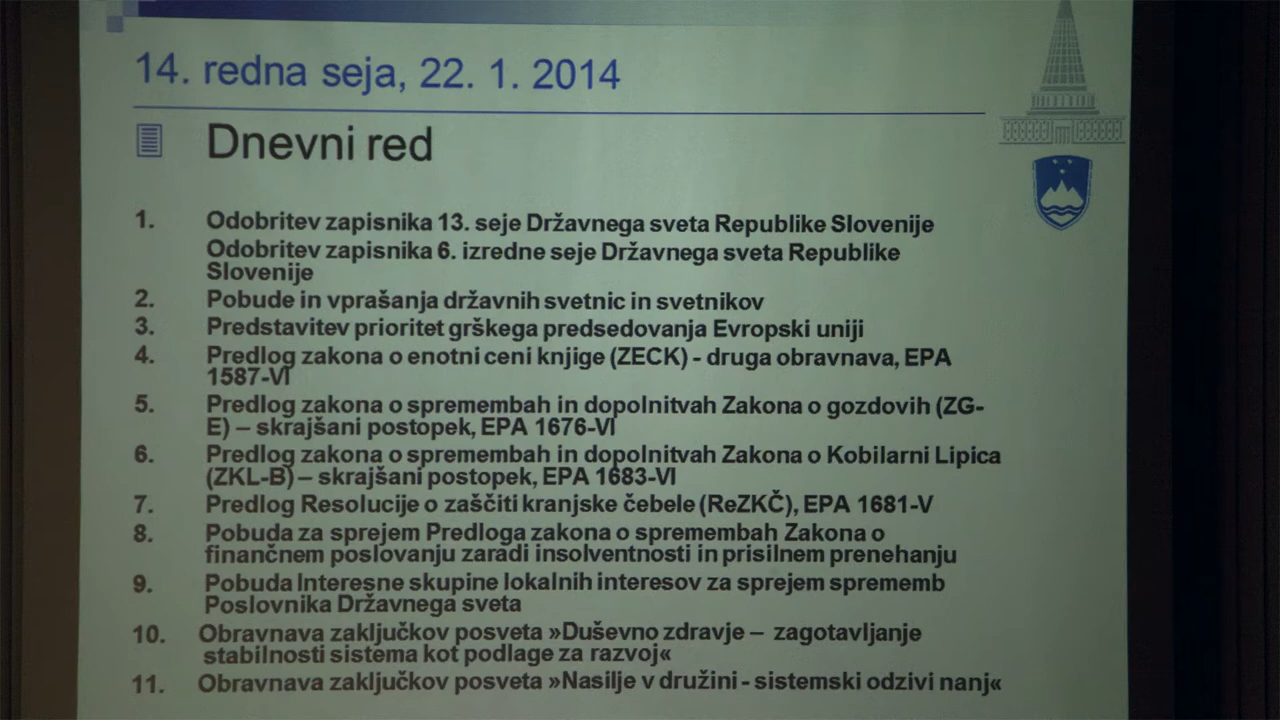 14. redna seja, 22. 1. 2014
Dnevni red
1. Odobritev zapisnika 13. seje Državnega sveta Republike Slovenije
Odobritev zapisnika 6. izredne seje Državnega sveta Republike
Slovenije
2. Pobude in vprašanja državnih svetnic in svetnikov
3. Predstavitev prioritet grškega predsedovanja Evropski uniji
4. Predlog zakona o enotni ceni knjige (ZECK) - druga obravnava, EPA
1587-VI
5. Predlog zakona o spremembah in dopolnitvah Zakona o gozdovih (ZG-
E) – skrajšani postopek, EPA 1676-VI
6. Predlog zakona o spremembah in dopolnitvah Zakona o Kobilarni Lipica
(ZKL-B) – skrajšani postopek, EPA 1683-VI
7. Predlog Resolucije o zaščiti kranjske čebele (ReZKČ), EPA 1681-V
8. Pobuda za sprejem Predloga zakona o spremembah Zakona o
finančnem poslovanju zaradi insolventnosti in prisilnem prenehanju
9. Pobuda Interesne skupine lokalnih interesov za sprejem sprememb
Poslovnika Državnega sveta
10. Obravnava zaključkov posveta »Duševno zdravje – zagotavljanje
stabilnosti sistema kot podlage za razvoj«
11. Obravnava zaključkov posveta »Nasilje v družini - sistemski odzivi nanj«